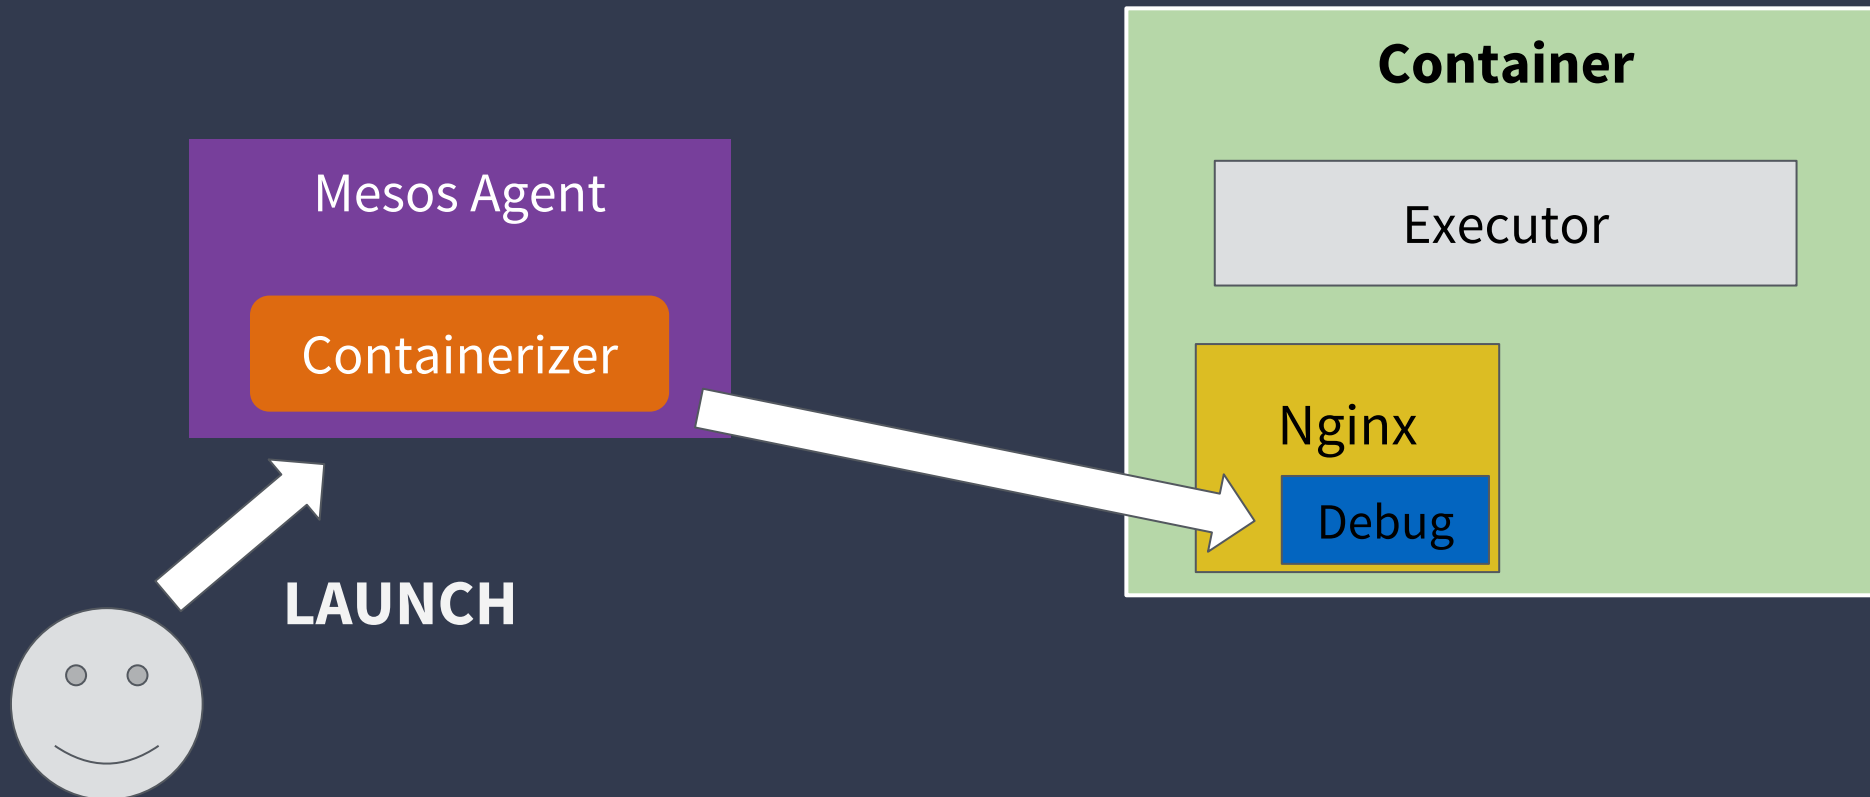 Mesos Agent
Containerizer
LAUNCH
Container
Executor
Nginx
Debug